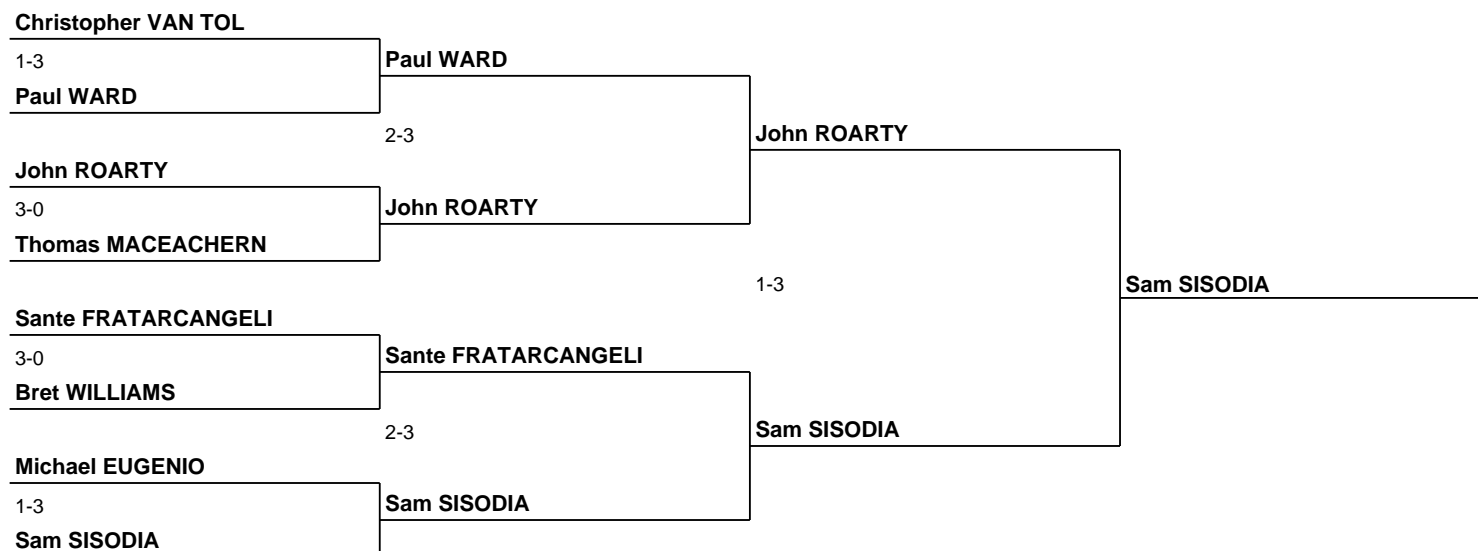 Christopher VAN TOL
1-3
Paul WARD
Paul WARD
2-3
John ROARTY
John ROARTY
3-0
John ROARTY
Thomas MACEACHERN
1-3
Sam SISODIA
Sante FRATARCANGELI
3-0
Sante FRATARCANGELI
Bret WILLIAMS
2-3
Sam SISODIA
Michael EUGENIO
1-3
Sam SISODIA
Sam SISODIA